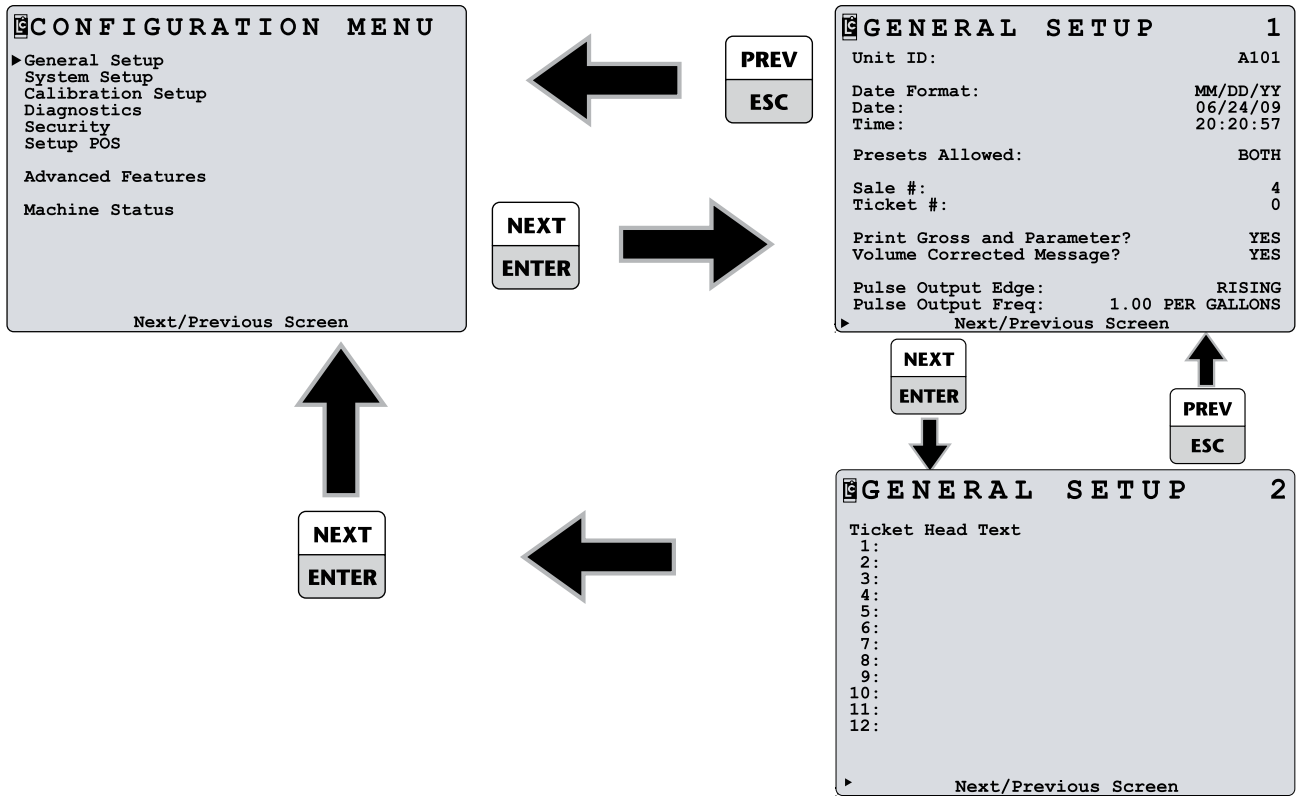 CONFIGURATION MENU
General Setup
System Setup
Calibration Setup
Diagnostics
Security
Setup POS
Advanced Features
Machine Status
Next/Previous Screen
PREV
ESC
NEXT
ENTER
GENERAL SETUP 1
Unit ID: A101
Date Format: MM/DD/YY
Date: 06/24/09
Time: 20:20:57
Presets Allowed: BOTH
Sale #: 4
Ticket #: 0
Print Gross and Parameter? YES
Volume Corrected Message? YES
Pulse Output Edge: RISING
Pulse Output Freq: 1.00 PER GALLONS
Next/Previous Screen
NEXT
ENTER
PREV
ESC
GENERAL SETUP 2
Ticket Head Text
1:
2:
3:
4:
5:
6:
7:
8:
9:
10:
11:
12:
Next/Previous Screen
NEXT
ENTER